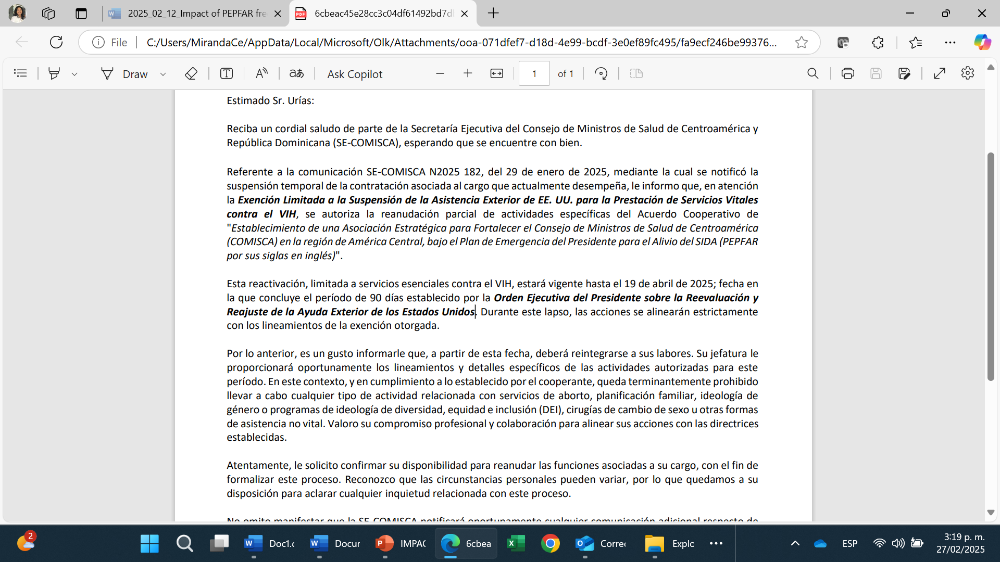 2025_02_12_Impact of PEPFAR fre
6cbeac45e28cc3c04df61492bd7d
File
C:/Users/MirandaCe/AppData/Local/Microsoft/Olk/Attachments/ooa-071dfef7-d18d-4e99-bcdf-3e0ef89fc495/fa9ecf246be99376...
Draw
Ask Copilot
1
of 1
Estimado Sr. Urías:
Reciba un cordial saludo de parte de la Secretaría Ejecutiva del Consejo de Ministros de Salud de Centroamérica y
República Dominicana (SE-COMISCA), esperando que se encuentre con bien.
Referente a la comunicación SE-COMISCA N2025 182, del 29 de enero de 2025, mediante la cual se notificó la
suspensión temporal de la contratación asociada al cargo que actualmente desempeña, le informo que, en atención
la Exención Limitada a la Suspensión de la Asistencia Exterior de EE. UU. para la Prestación de Servicios Vitales
contra el VIH, se autoriza la reanudación parcial de actividades específicas del Acuerdo Cooperativo de
"Establecimiento de una Asociación Estratégica para Fortalecer el Consejo de Ministros de Salud de Centroamérica
(COMISCA) en la región de América Central, bajo el Plan de Emergencia del Presidente para el Alivio del SIDA (PEPFAR
por sus siglas en inglés)".
Esta reactivación, limitada a servicios esenciales contra el VIH, estará vigente hasta el 19 de abril de 2025; fecha en
la que concluye el período de 90 días establecido por la Orden Ejecutiva del Presidente sobre la Reevaluación y
Reajuste de la Ayuda Exterior de los Estados Unidos. Durante este lapso, las acciones se alinearán estrictamente
con los lineamientos de la exención otorgada.
Por lo anterior, es un gusto informarle que, a partir de esta fecha, deberá reintegrarse a sus labores. Su jefatura le
proporcionará oportunamente los lineamientos y detalles específicos de las actividades autorizadas para este
período. En este contexto, y en cumplimiento a lo establecido por el cooperante, queda terminantemente prohibido
llevar a cabo cualquier tipo de actividad relacionada con servicios de aborto, planificación familiar, ideología de
género o programas de ideología de diversidad, equidad e inclusión (DEI), cirugías de cambio de sexo u otras formas
de asistencia no vital. Valoro su compromiso profesional y colaboración para alinear sus acciones con las directrices
establecidas.
Atentamente, le solicito confirmar su disponibilidad para reanudar las funciones asociadas a su cargo, con el fin de
formalizar este proceso. Reconozco que las circunstancias personales pueden variar, por lo que quedamos a su
disposición para aclarar cualquier inquietud relacionada con este proceso.
No omito manifestar que la SE-COMISCA notificará oportunamente cualquier comunicación adicional respecto de
2
Doc1.c
Docur
IMPAC
6cbea
Corre
Explc
ESP
3:19 p. m.
27/02/2025